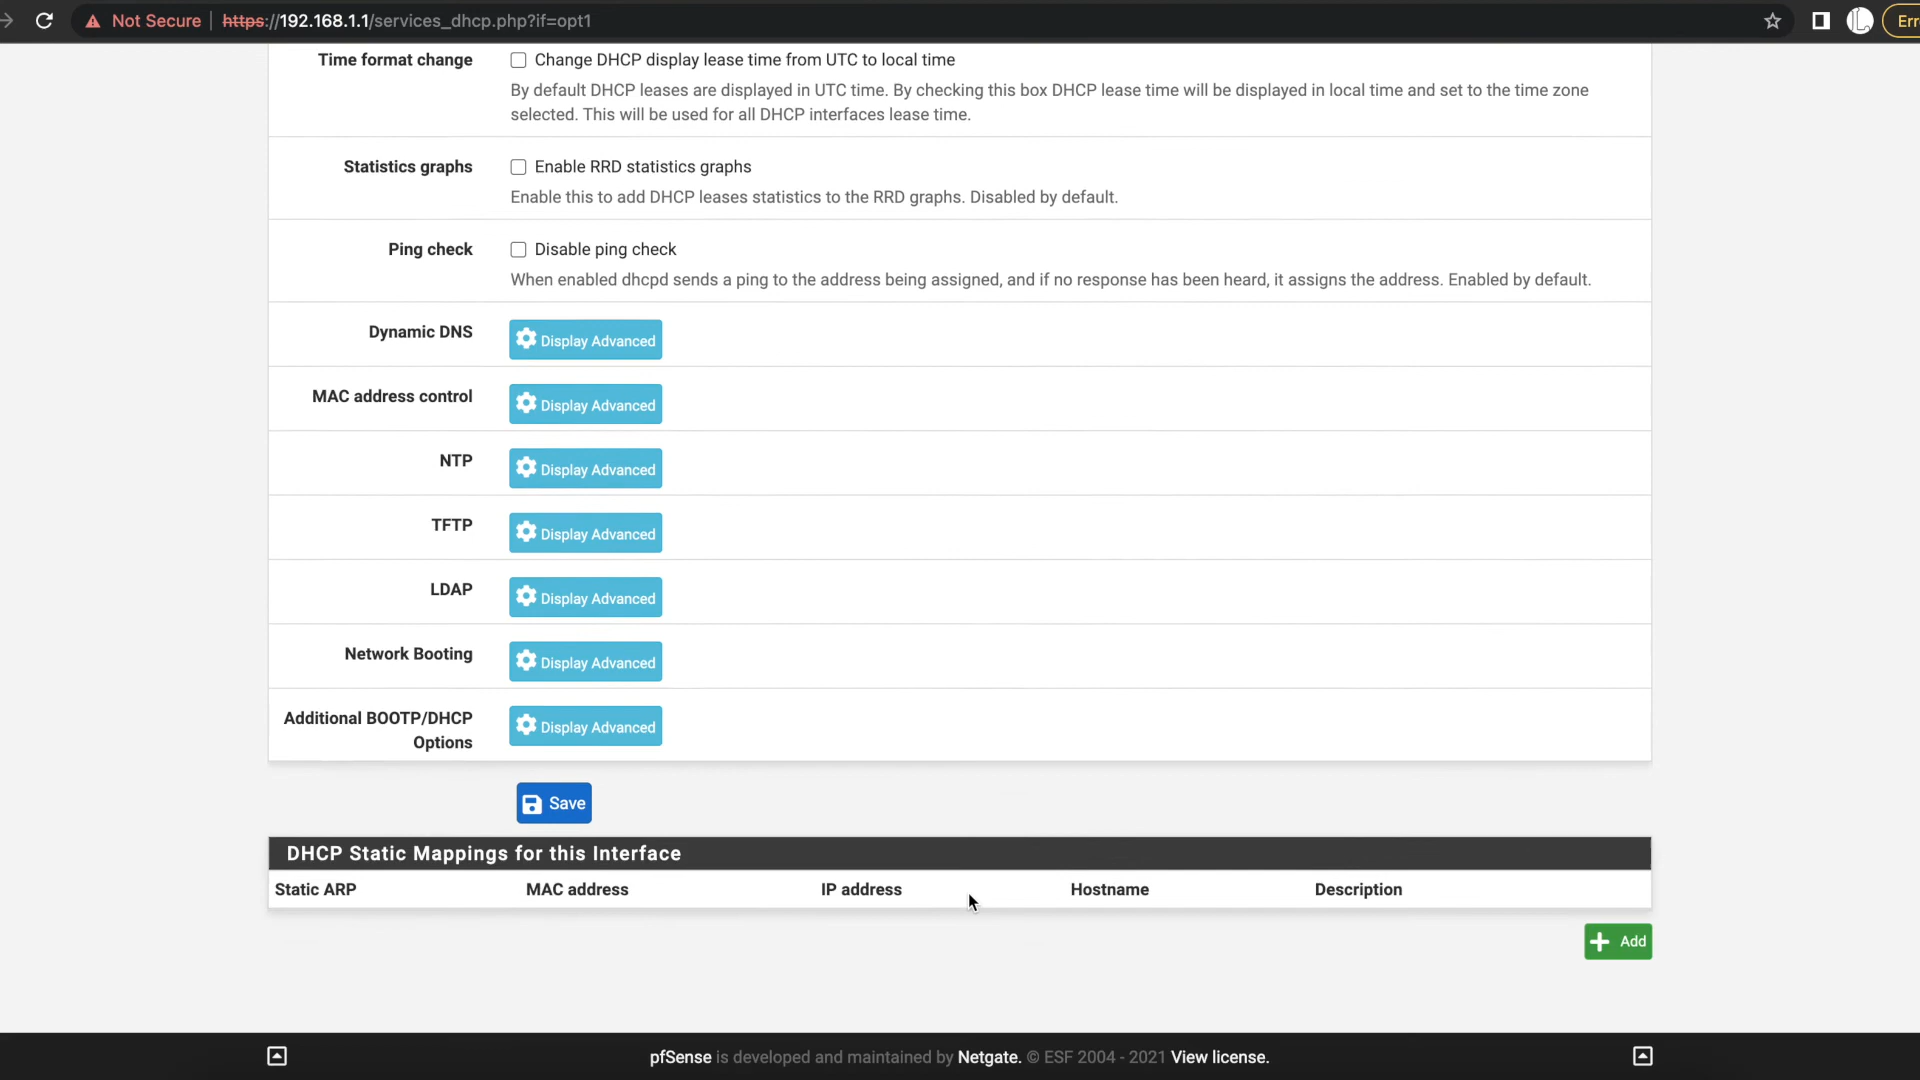 Not Secure | https://192.168.1.1/services_dhcp.php?if=opt1
Time format change
Change DHCP display lease time from UTC to local time
By default DHCP leases are displayed in UTC time. By checking this box DHCP lease time will be displayed in local time and set to the time zone
selected. This will be used for all DHCP interfaces lease time.
Statistics graphs
Enable RRD statistics graphs
Enable this to add DHCP leases statistics to the RRD graphs. Disabled by default.
Ping check
Disable ping check
When enabled dhcpd sends a ping to the address being assigned, and if no response has been heard, it assigns the address. Enabled by default.
Dynamic DNS
Display Advanced
MAC address control
Display Advanced
NTP
Display Advanced
TFTP
Display Advanced
LDAP
Display Advanced
Network Booting
Display Advanced
Additional BOOTP/DHCP
Options
Display Advanced
Save
DHCP Static Mappings for this Interface
Static ARP MAC address IP address Hostname Description
Add
pfSense is developed and maintained by Netgate. © ESF 2004 - 2021 View license.